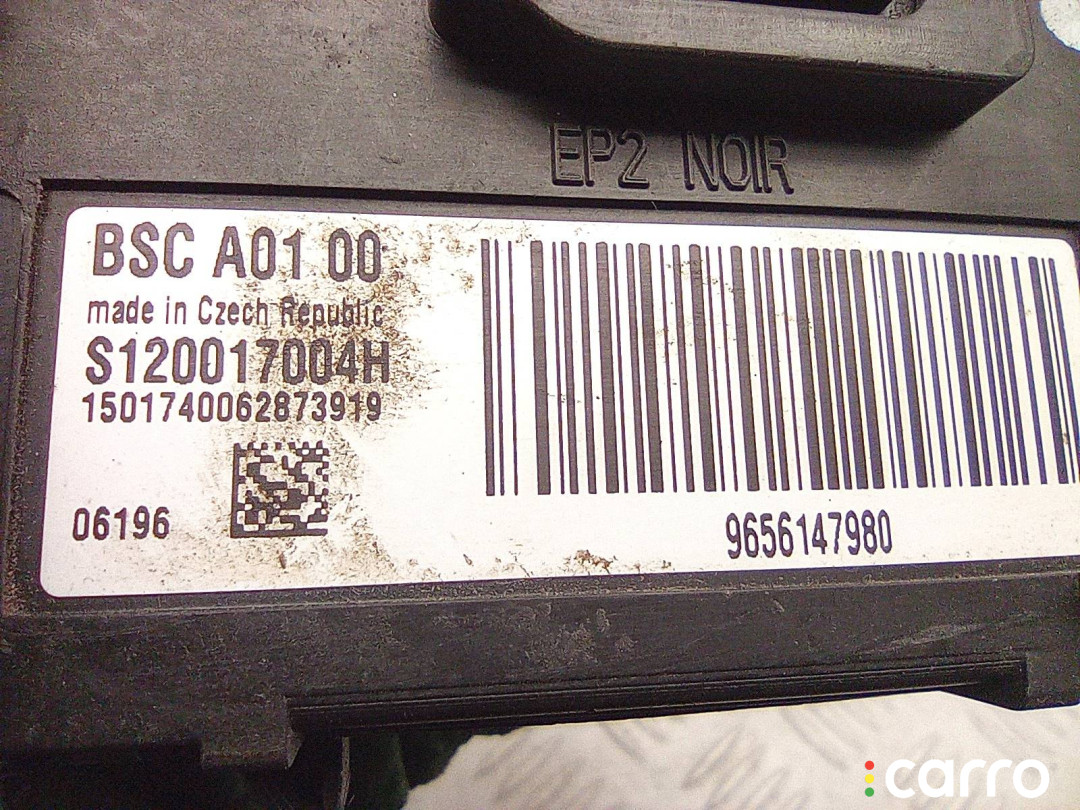 EP2 NOIR
BSC A01 00
made in Czech Republic
S120017004H
1501740062873919
06196
9656147980
carro